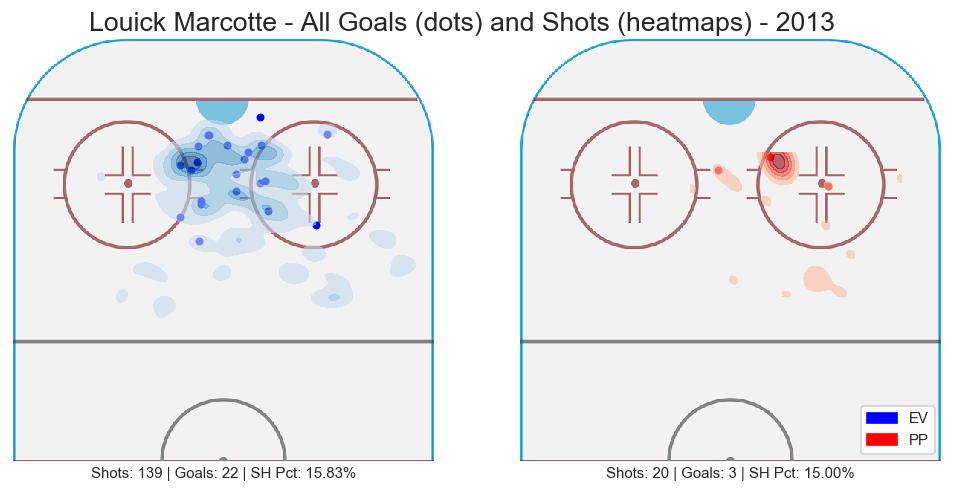 Louick Marcotte - All Goals (dots) and Shots (heatmaps) - 2013
EV
PP
Shots: 139 | Goals: 22 | SH Pct: 15.83%
Shots: 20 | Goals: 3 | SH Pct: 15.00%